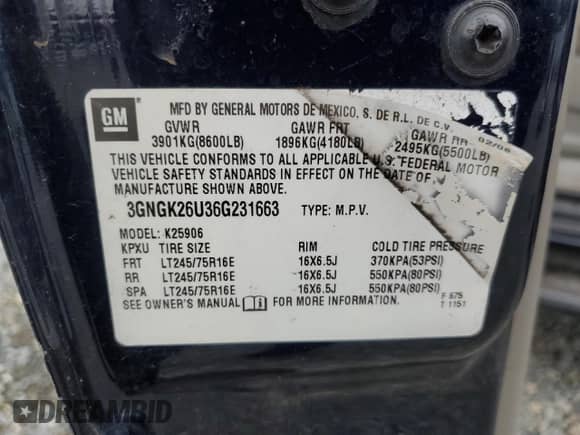 GM
MFD BY GENERAL MOTORS DE MEXICO, S. DE R.L. DE C.V.
02/06
GVWR GAWR FRT GAWR RR
3901KG(8600LB) 1896KG(4180LB) 2495KG(5500LB)
THIS VEHICLE CONFORMS TO ALL APPLICABLE U.S. FEDERAL MOTOR
VEHICLE SAFETY STANDARDS IN EFFECT ON THE DATE OF
MANUFACTURE SHOWN ABOVE.
3GNGK26U36G231663 TYPE: M.P.V.
MODEL: K25906
KPXU TIRE SIZE RIM COLD TIRE PRESSURE
FRT LT245/75R16E 16X6.5J 370KPA(53PSI)
RR LT245/75R16E 16X6.5J 550KPA(80PSI)
SPA LT245/75R16E 16X6.5J 550KPA(80PSI)
SEE OWNER'S MANUAL FOR MORE INFORMATION.
F 675
T 1151
DREAMBID